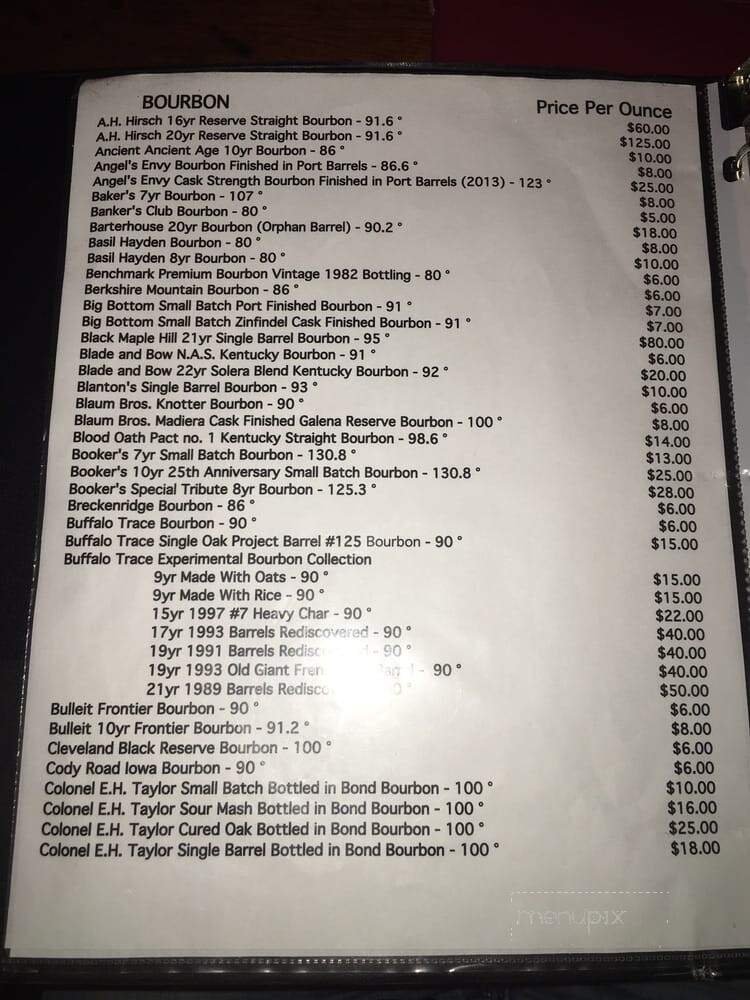 BOURBON Price Per Ounce
A.H. Hirsch 16yr Reserve Straight Bourbon - 91.6 ° $60.00
A.H. Hirsch 20yr Reserve Straight Bourbon - 91.6 ° $125.00
Ancient Ancient Age 10yr Bourbon - 86 ° $10.00
Angel's Envy Bourbon Finished in Port Barrels - 86.6 ° $8.00
Angel's Envy Cask Strength Bourbon Finished in Port Barrels (2013) - 123 ° $25.00
Baker's 7yr Bourbon - 107 ° $8.00
Banker's Club Bourbon - 80 ° $5.00
Barterhouse 20yr Bourbon (Orphan Barrel) - 90.2 ° $18.00
Basil Hayden Bourbon - 80 ° $8.00
Basil Hayden 8yr Bourbon - 80 ° $10.00
Benchmark Premium Bourbon Vintage 1982 Bottling - 80 ° $6.00
Berkshire Mountain Bourbon - 86 ° $6.00
Big Bottom Small Batch Port Finished Bourbon - 91 ° $7.00
Big Bottom Small Batch Zinfindel Cask Finished Bourbon - 91 ° $7.00
Black Maple Hill 21yr Single Barrel Bourbon - 95 ° $80.00
Blade and Bow N.A.S. Kentucky Bourbon - 91 ° $6.00
Blade and Bow 22yr Solera Blend Kentucky Bourbon - 92 ° $20.00
Blanton's Single Barrel Bourbon - 93 ° $10.00
Blaum Bros. Knotter Bourbon - 90 ° $6.00
Blaum Bros. Madiera Cask Finished Galena Reserve Bourbon - 100 ° $8.00
Blood Oath Pact no. 1 Kentucky Straight Bourbon - 98.6 ° $14.00
Booker's 7yr Small Batch Bourbon - 130.8 ° $13.00
Booker's 10yr 25th Anniversary Small Batch Bourbon - 130.8 ° $25.00
Booker's Special Tribute 8yr Bourbon - 125.3 ° $28.00
Breckenridge Bourbon - 86 ° $6.00
Buffalo Trace Bourbon - 90 ° $6.00
Buffalo Trace Single Oak Project Barrel #125 Bourbon - 90 ° $15.00
Buffalo Trace Experimental Bourbon Collection
9yr Made With Oats - 90 ° $15.00
9yr Made With Rice - 90 ° $15.00
15yr 1997 #7 Heavy Char - 90 ° $22.00
17yr 1993 Barrels Rediscovered - 90 ° $40.00
19yr 1991 Barrels - 90 ° $40.00
19yr 1993 Old Giant - 90 ° $40.00
21yr 1989 Barrels $50.00
Bulleit Frontier Bourbon - 90 ° $6.00
Bulleit 10yr Frontier Bourbon - 91.2 ° $8.00
Cleveland Black Reserve Bourbon - 100 ° $6.00
Cody Road Iowa Bourbon - 90 ° $6.00
Colonel E.H. Taylor Small Batch Bottled in Bond Bourbon - 100 ° $10.00
Colonel E.H. Taylor Sour Mash Bottled in Bond Bourbon - 100 ° $16.00
Colonel E.H. Taylor Cured Oak Bottled in Bond Bourbon - 100 ° $25.00
Colonel E.H. Taylor Single Barrel Bottled in Bond Bourbon - 100 ° $18.00
menupix